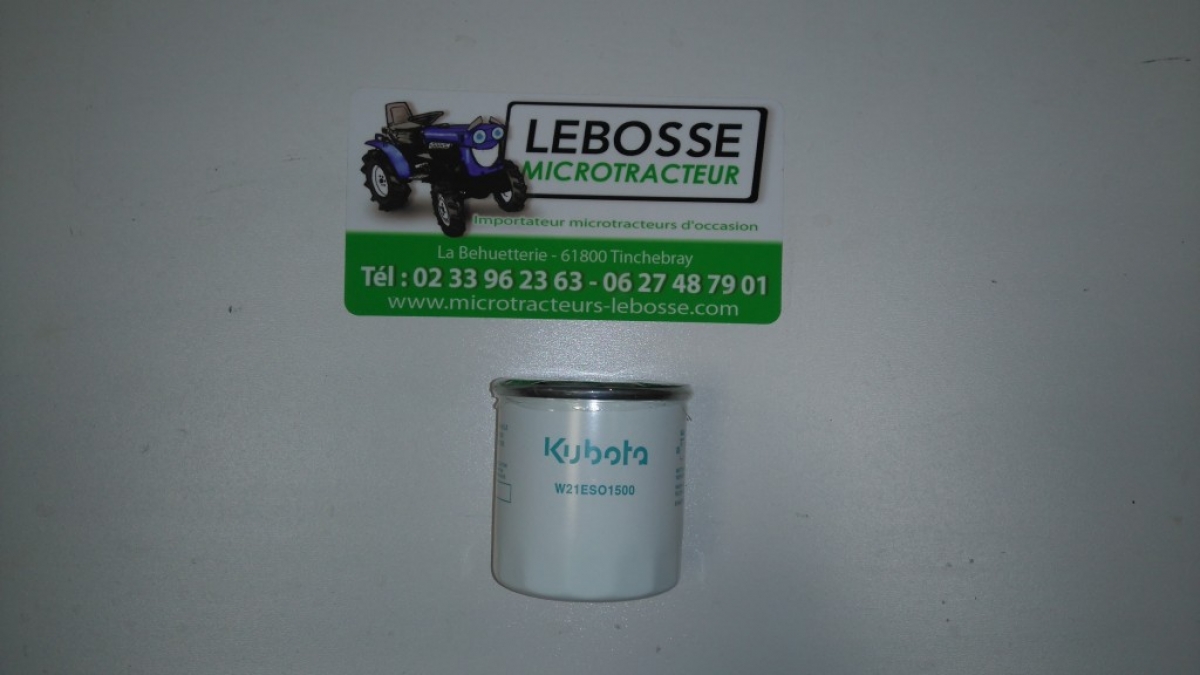 LEBOSSE
MICROTRACTEUR
Importateur microtracteurs d'occasion
La Behuetterie - 61800 Tinchebray
Tél : 02 33 96 23 63 - 06 27 48 79 01
www.microtracteurs-lebosse.com
Kubota
W21ESO1500